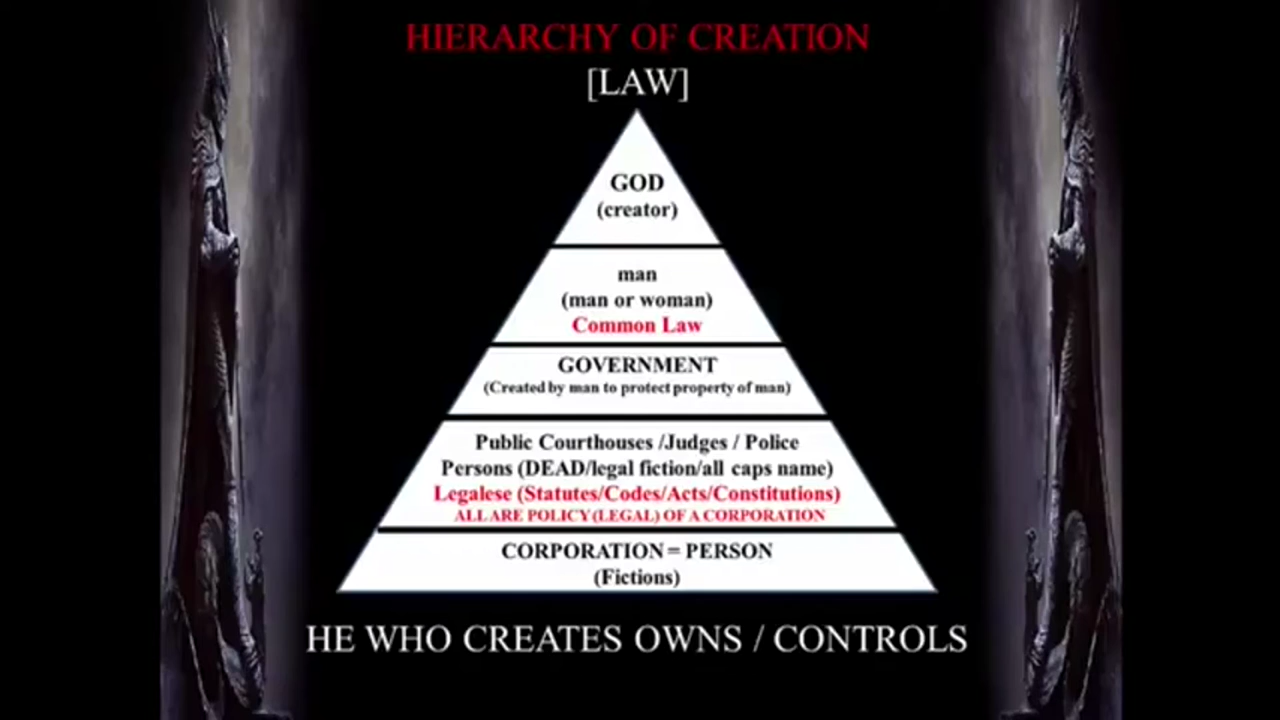 HIERARCHY OF CREATION
[LAW]
GOD
(creator)
man
(man or woman)
Common Law
GOVERNMENT
(Created by man to protect property of man)
Public Courthouses /Judges / Police
Persons (DEAD/legal fiction/all caps name)
Legalese (Statutes/Codes/Acts/Constitutions)
ALL ARE POLICY (LEGAL) OF A CORPORATION
CORPORATION = PERSON
(Fictions)
HE WHO CREATES OWNS / CONTROLS